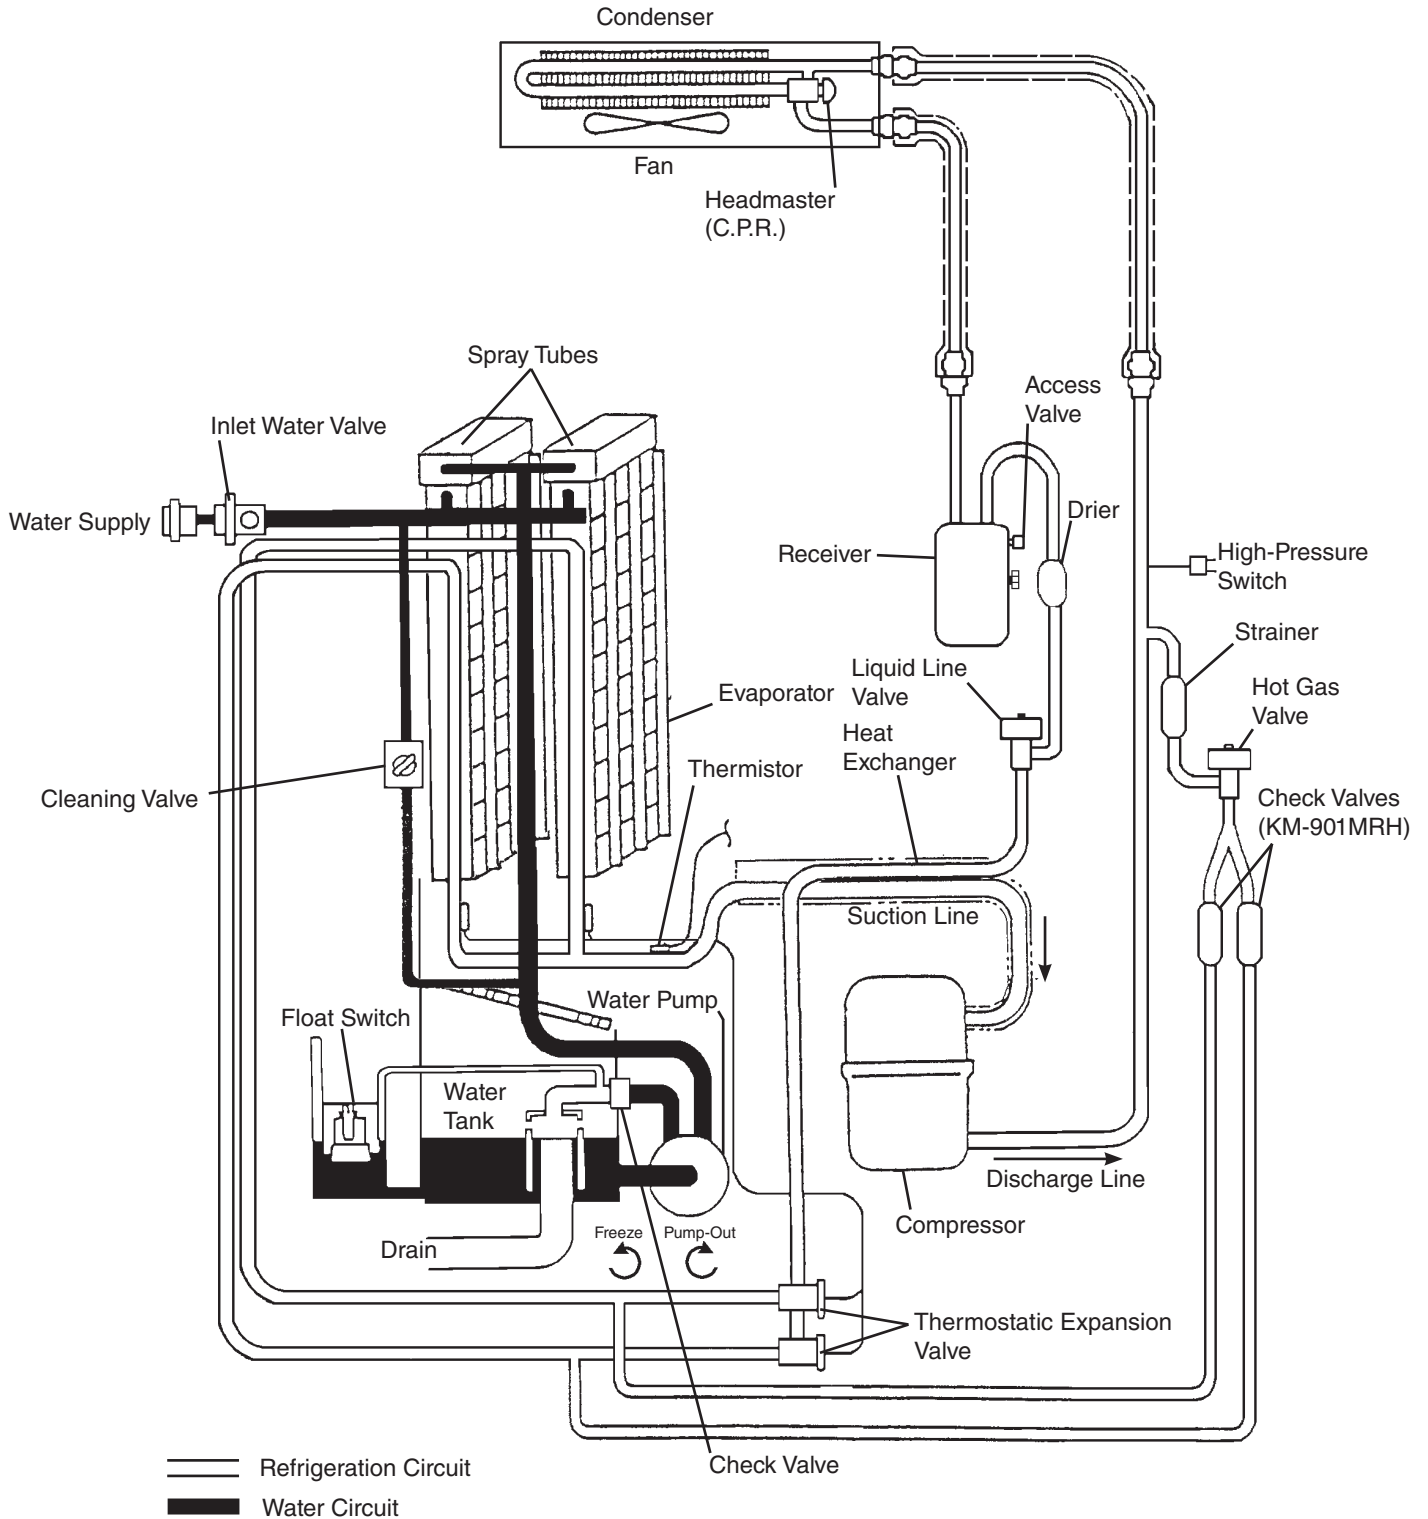 Condenser
Fan
Headmaster
(C.P.R.)
Spray Tubes
Access
Valve
Inlet Water Valve
Drier
Water Supply
Receiver
High-Pressure
Switch
Strainer
Liquid Line
Valve
Hot Gas
Valve
Evaporator
Heat
Exchanger
Thermistor
Cleaning Valve
Check Valves
(KM-901MRH)
Suction Line
Water Pump
Float Switch
Water
Tank
Discharge Line
Compressor
Freeze
Pump-Out
Drain
Thermostatic Expansion
Valve
Check Valve
Refrigeration Circuit
Water Circuit